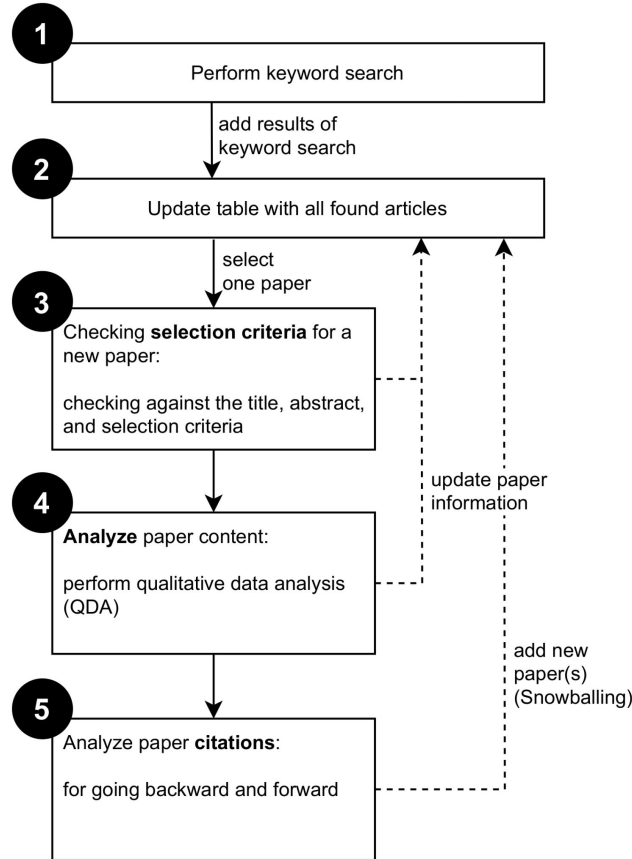 1
Perform keyword search
add results of
keyword search
2
Update table with all found articles
select
one paper
3
Checking selection criteria for a
new paper:
checking against the title, abstract,
and selection criteria
update paper
information
4
Analyze paper content:
perform qualitative data analysis
(QDA)
add new
paper(s)
(Snowballing)
5
Analyze paper citations:
for going backward and forward